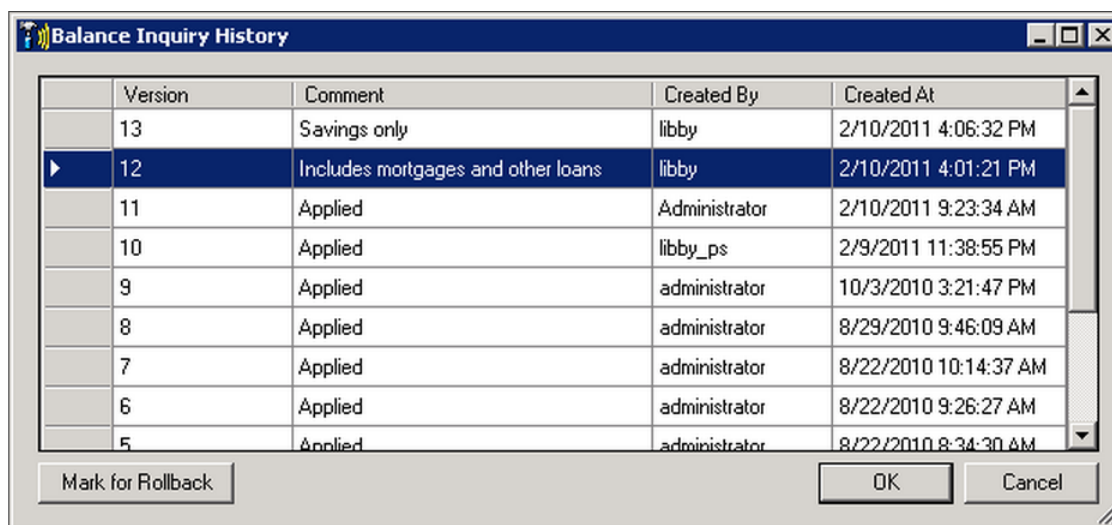 Balance Inquiry History
Version Comment Created By Created At
13 Savings only libby 2/10/2011 4:06:32 PM
12 Includes mortgages and other loans libby 2/10/2011 4:01:21 PM
11 Applied Administrator 2/10/2011 9:23:34 AM
10 Applied libby_ps 2/9/2011 11:38:55 PM
9 Applied administrator 10/3/2010 3:21:47 PM
8 Applied administrator 8/29/2010 9:46:09 AM
7 Applied administrator 8/22/2010 10:14:37 AM
6 Applied administrator 8/22/2010 9:26:27 AM
5 Applied administrator 8/22/2010 8:34:30 AM
Mark for Rollback OK Cancel